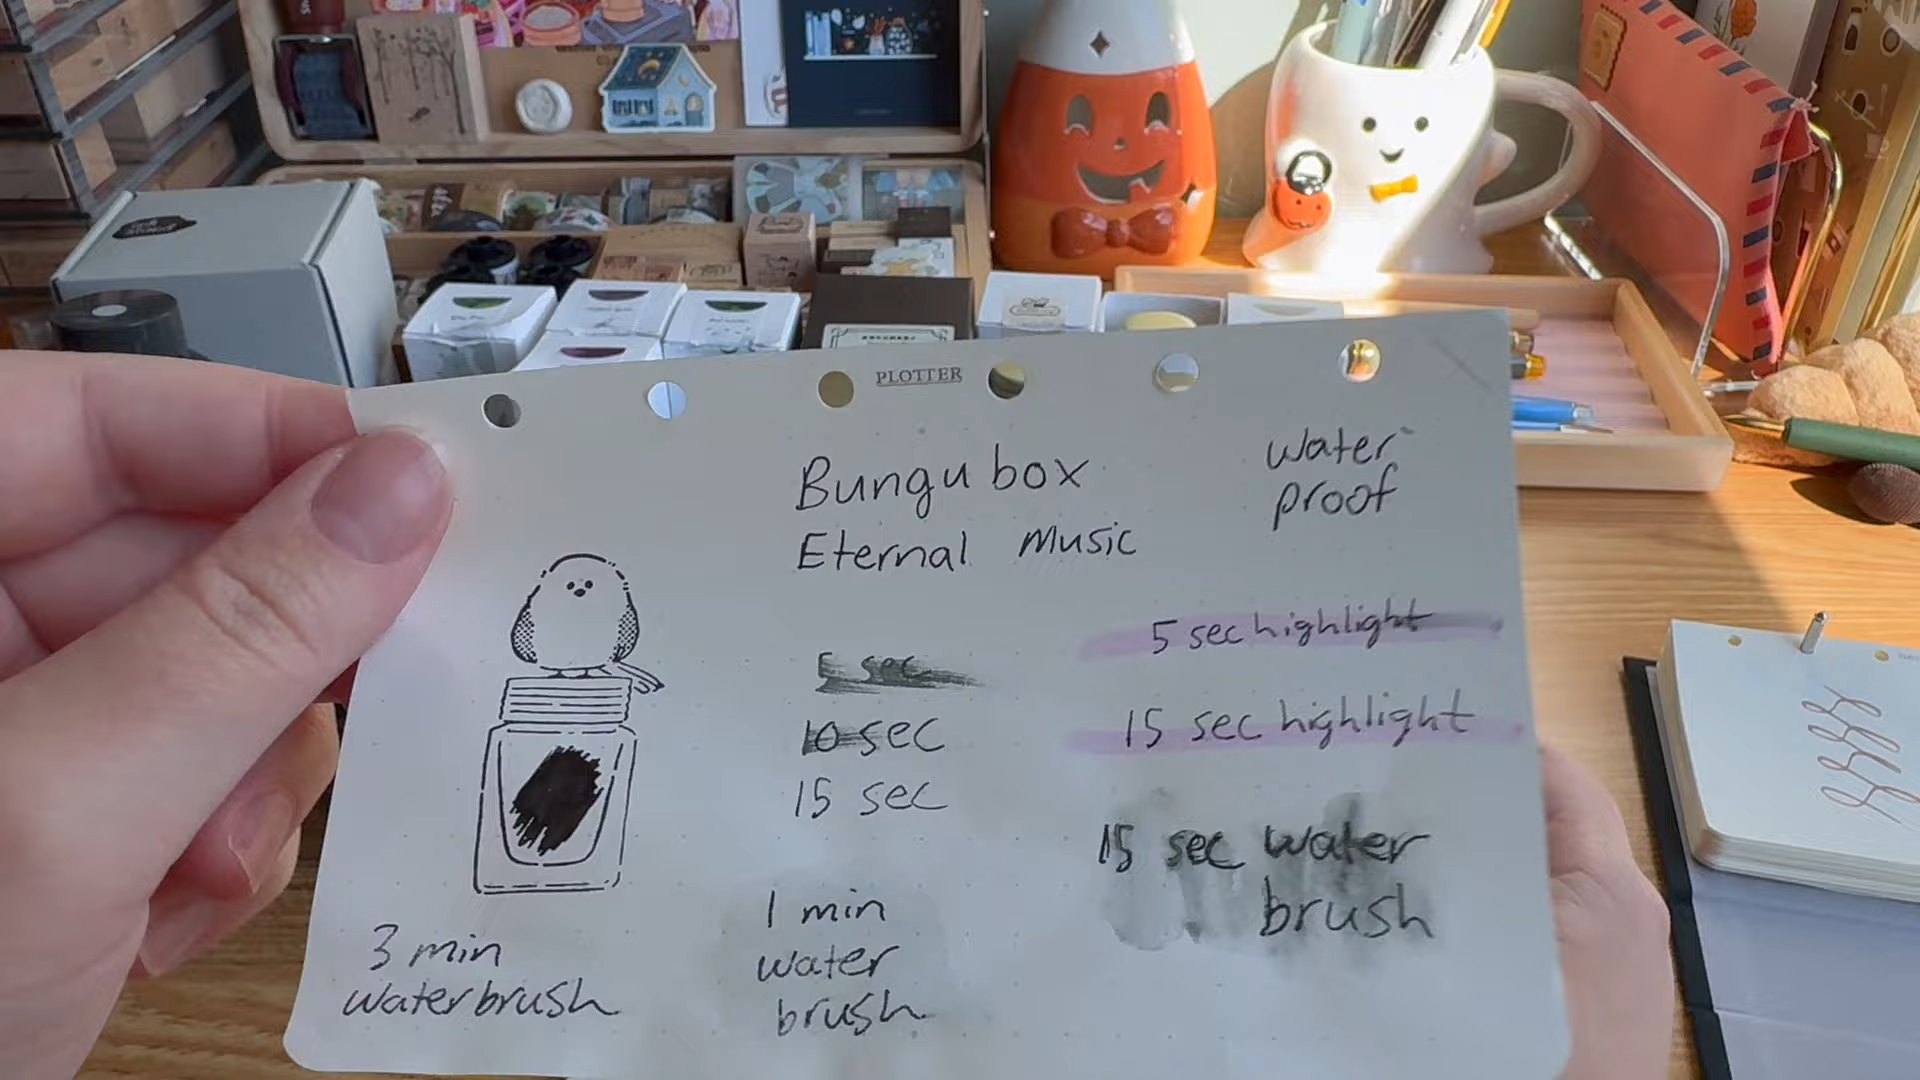 PLOTTER
Bungu box
Eternal Music
water
proof
5 sec
10 sec
15 sec
5 sec highlight
15 sec highlight
15 sec water
brush
1 min
water
brush
3 min
waterbrush